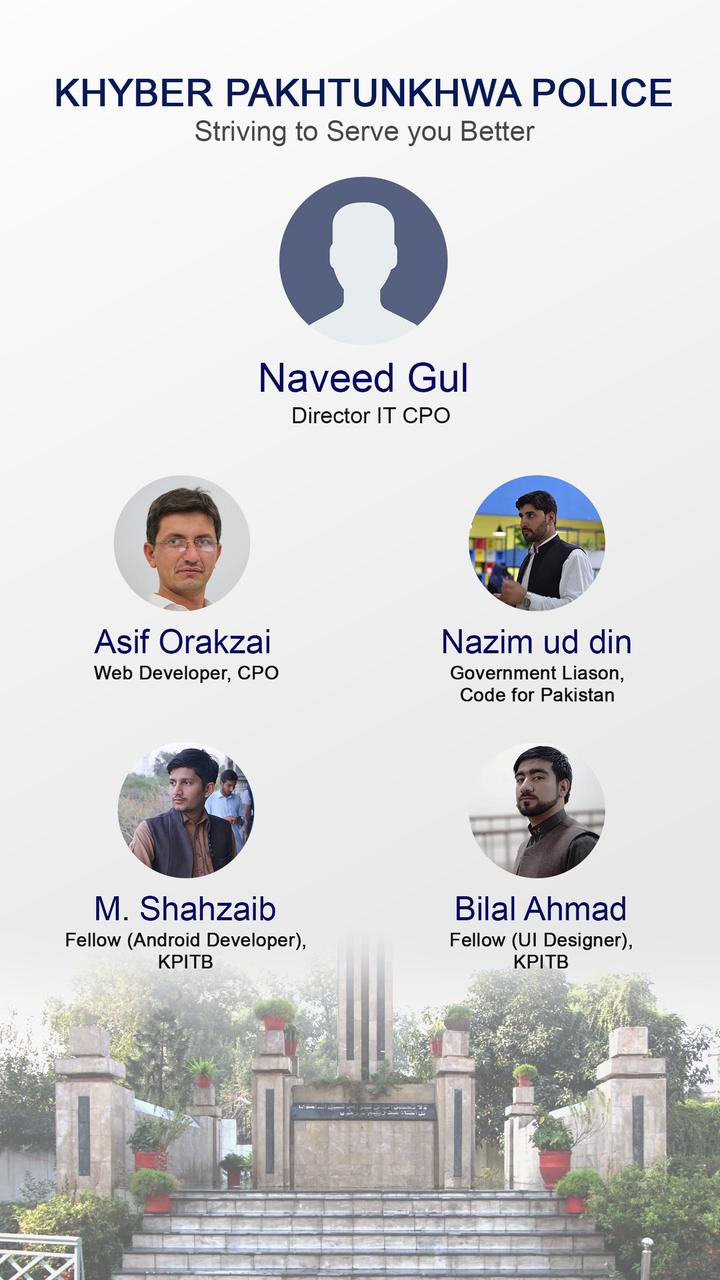 KHYBER PAKHTUNKHWA POLICE
Striving to Serve you Better
Naveed Gul
Director IT CPO
Asif Orakzai
Web Developer, CPO
Nazim ud din
Government Liason,
Code for Pakistan
M. Shahzaib
Fellow (Android Developer),
KPITB
Bilal Ahmad
Fellow (UI Designer),
KPITB